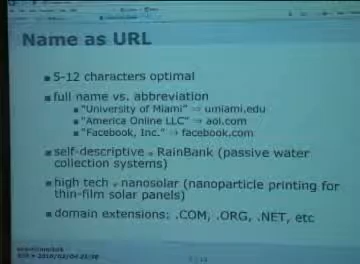 Name as URL
5-12 characters optimal
full name vs. abbreviation
"University of Miami" ⇒ umiami.edu
"America Online LLC" ⇒ aol.com
"Facebook, Inc." ⇒ facebook.com
self-descriptive RainBank (passive water
collection systems)
high tech nanosolar (nanoparticle printing for
thin-film solar panels)
domain extensions: .COM, .ORG, .NET, etc